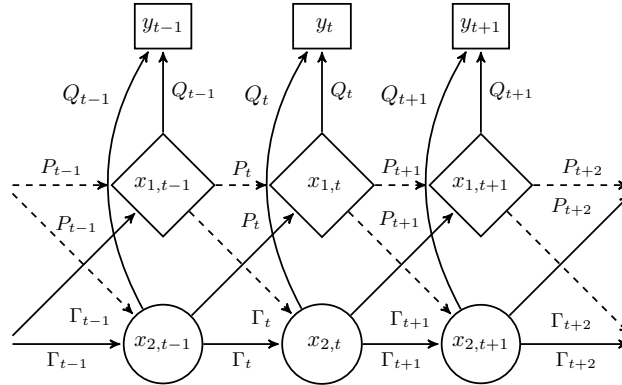 y_{t-1} y_t y_{t+1}
Q_{t-1} Q_{t-1} Q_t Q_t Q_{t+1} Q_{t+1}
P_{t-1} x_{1,t-1} P_t x_{1,t} P_{t+1} x_{1,t+1} P_{t+2}
P_{t-1} P_t P_{t+1} P_{t+2}
Γ_{t-1} Γ_t Γ_{t+1} Γ_{t+2}
x_{2,t-1} x_{2,t} x_{2,t+1}
Γ_{t-1} Γ_t Γ_{t+1} Γ_{t+2}